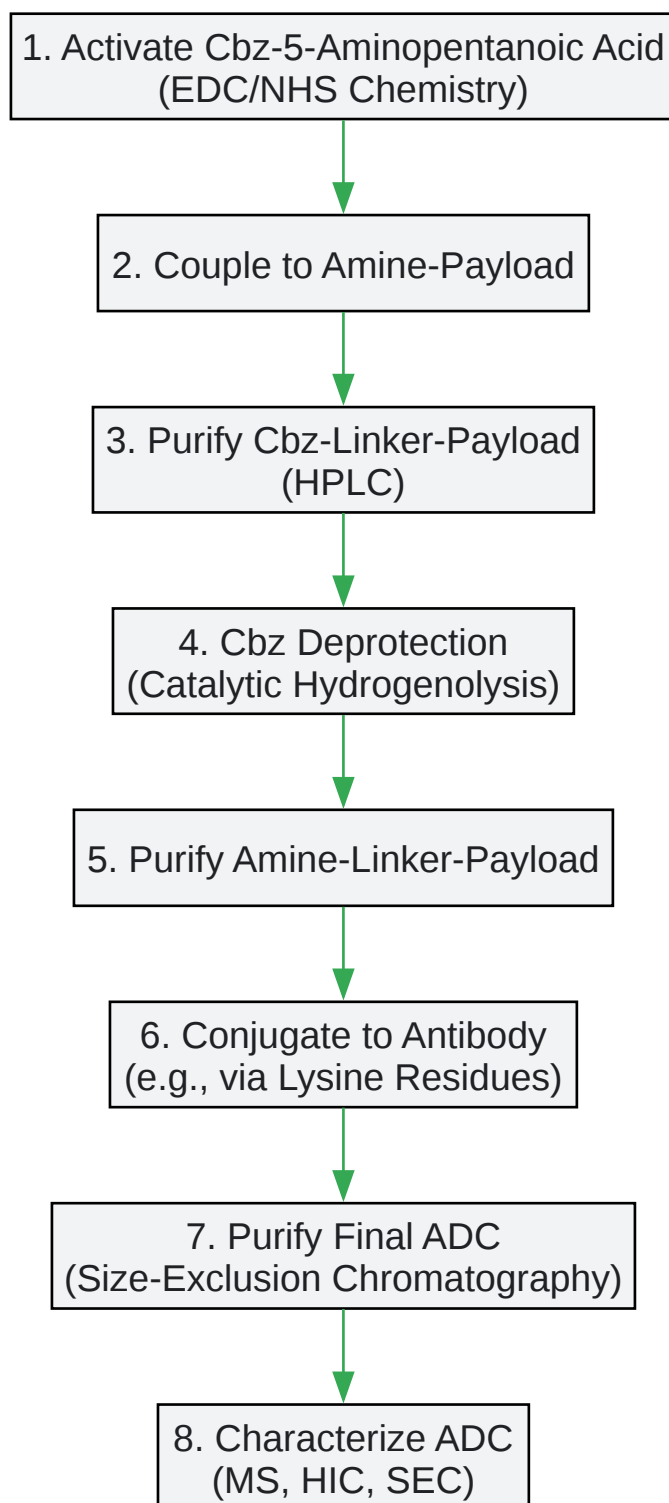 1. Activate Cbz-5-Aminopentanoic Acid
(EDC/NHS Chemistry)
2. Couple to Amine-Payload
3. Purify Cbz-Linker-Payload
(HPLC)
4. Cbz Deprotection
(Catalytic Hydrogenolysis)
5. Purify Amine-Linker-Payload
6. Conjugate to Antibody
(e.g., via Lysine Residues)
7. Purify Final ADC
(Size-Exclusion Chromatography)
8. Characterize ADC
(MS, HIC, SEC)